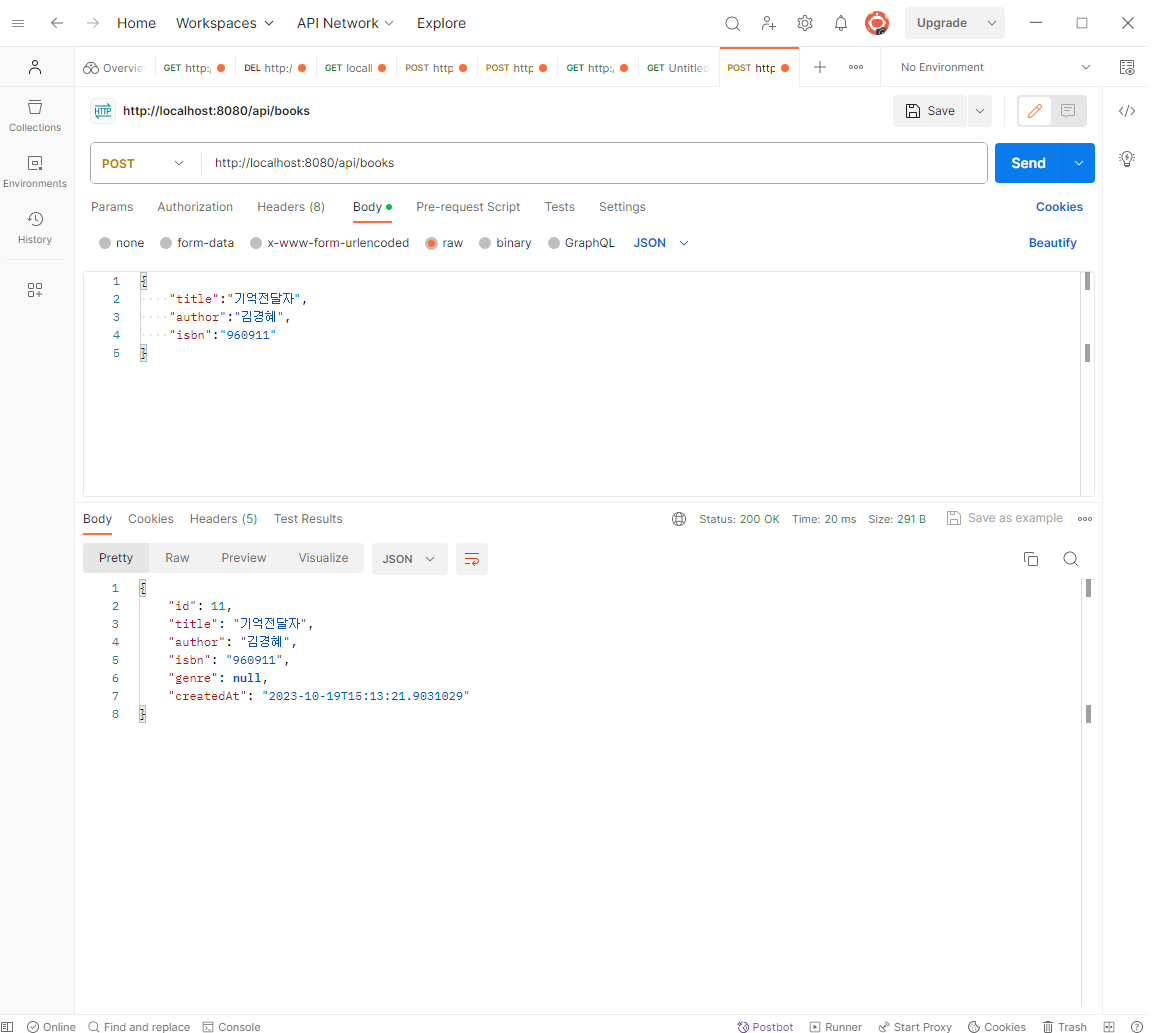 Home Workspaces API Network Explore Upgrade
Overvie GET http:/ DEL http:/ GET locall POST http POST http GET http:/ GET Untitled POST http No Environment
HTTP http://localhost:8080/api/books Save
Collections
Environments
History
POST http://localhost:8080/api/books Send
Params Authorization Headers (8) Body Pre-request Script Tests Settings Cookies
none form-data x-www-form-urlencoded raw binary GraphQL JSON Beautify
1 {
2 "title":"기억전달자",
3 "author":"김경혜",
4 "isbn":"960911"
5 }
Body Cookies Headers (5) Test Results Status: 200 OK Time: 20 ms Size: 291 B Save as example
Pretty Raw Preview Visualize JSON
1 {
2 "id": 11,
3 "title": "기억전달자",
4 "author": "김경혜",
5 "isbn": "960911",
6 "genre": null,
7 "createdAt": "2023-10-19T15:13:21.9031029"
8 }
Online Find and replace Console Postbot Runner Start Proxy Cookies Trash